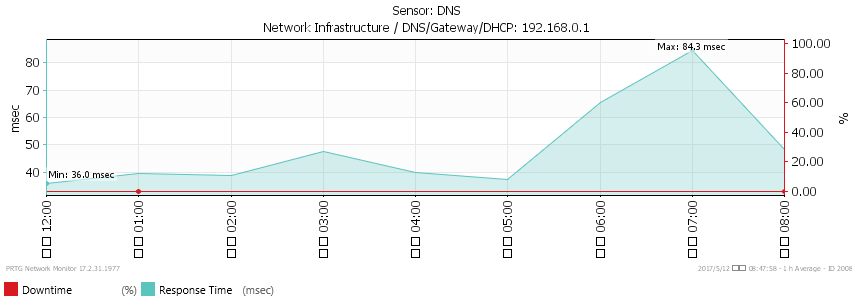 Sensor: DNS
Network Infrastructure / DNS/Gateway/DHCP: 192.168.0.1
Max: 84.3 msec
100.00
80
80.00
70
60.00
60
msec
%
50
40.00
40
20.00
Min: 36.0 msec
0.00
12:00
01:00
02:00
03:00
04:00
05:00
06:00
07:00
08:00
PRTG Network Monitor 17.2.31.1977
2017/5/12 08:47:58 - 1 h Average - ID 2008
Downtime (%) Response Time (msec)